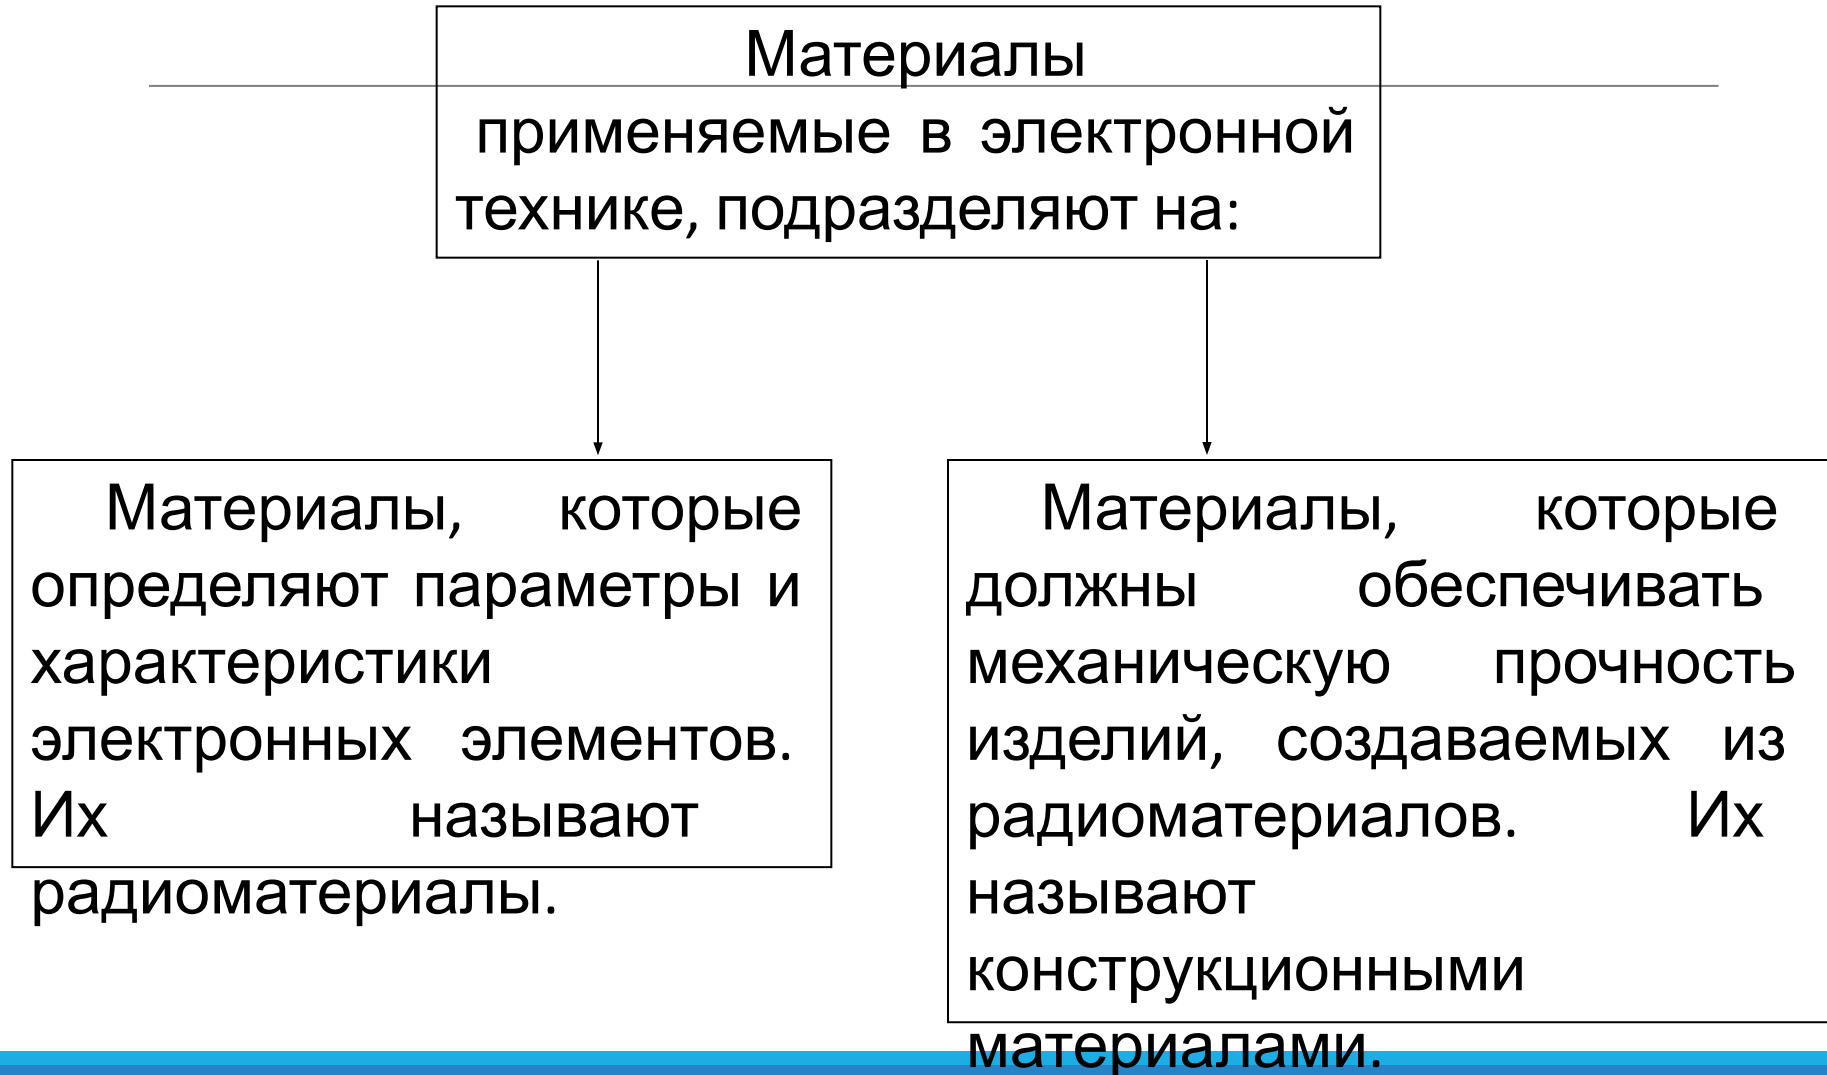 Материалы
применяемые в электронной
технике, подразделяют на:
Материалы, которые
определяют параметры и
характеристики
электронных элементов.
Их называют
радиоматериалы.
Материалы, которые
должны обеспечивать
механическую прочность
изделий, создаваемых из
радиоматериалов. Их
называют
конструкционными
материалами.